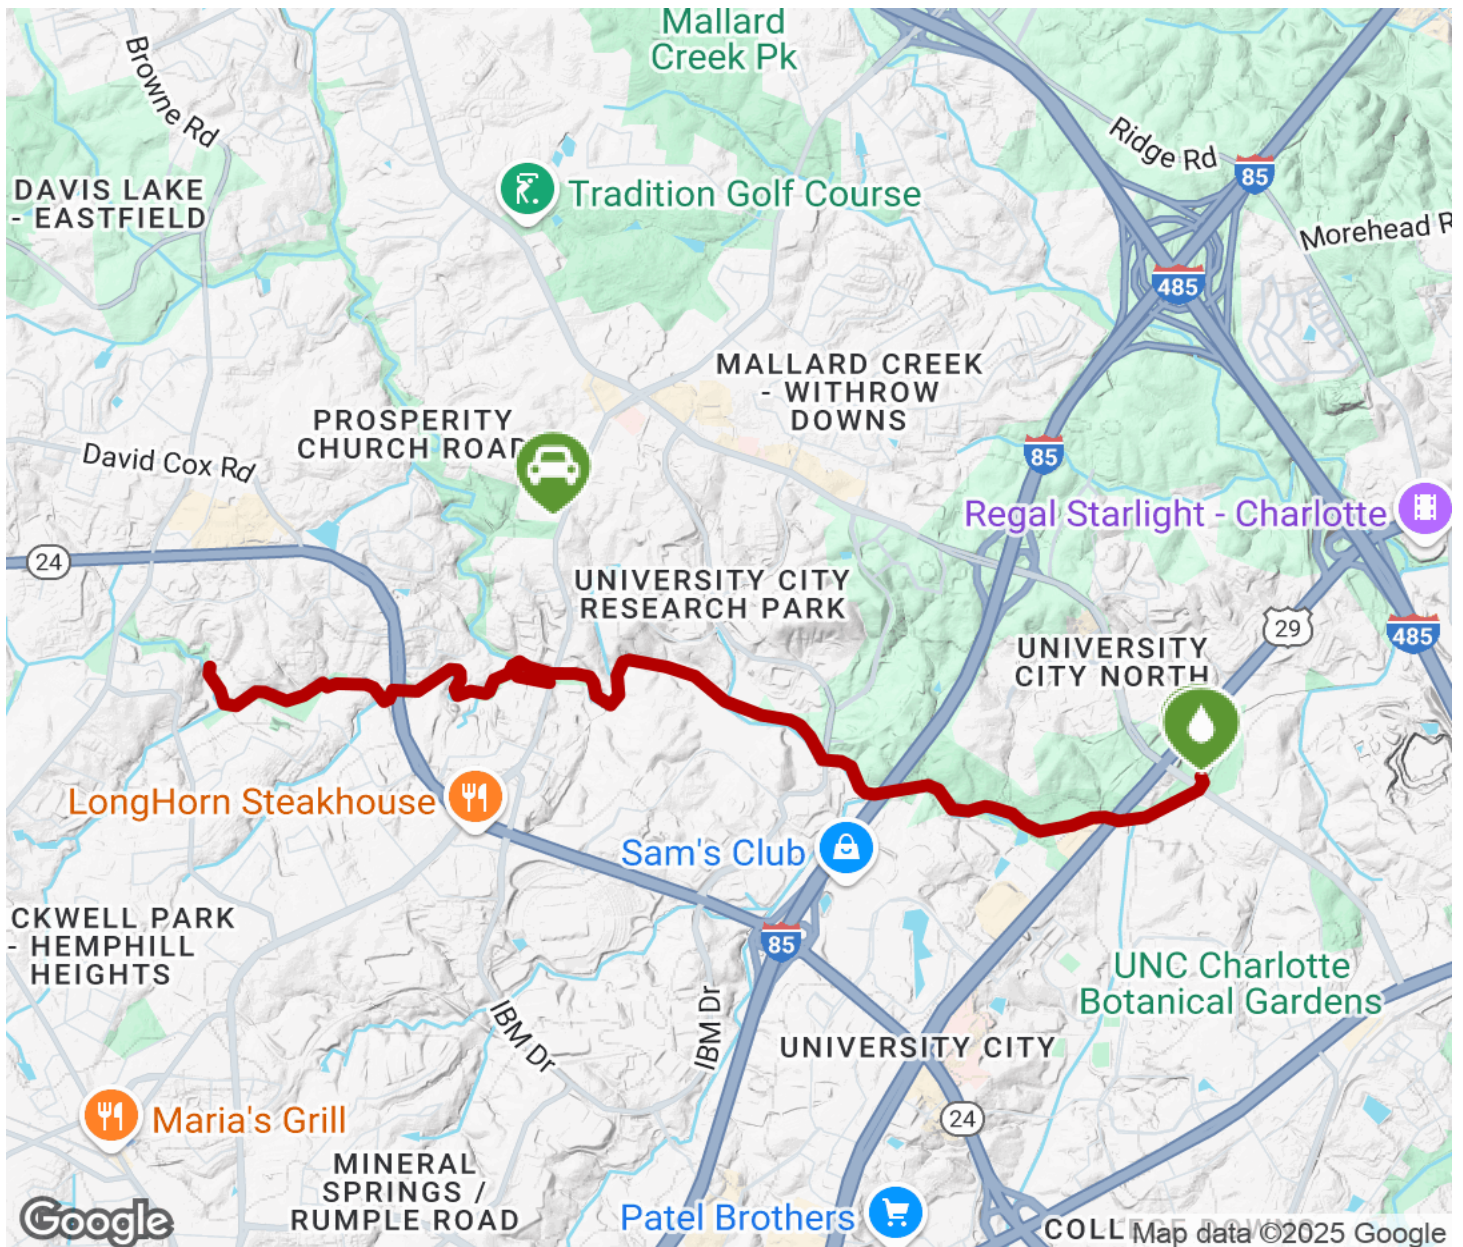 Mallard
Creek Pk
Browne Rd
Ridge Rd
85
DAVIS LAKE
- EASTFIELD
Tradition Golf Course
Morehead R
485
MALLARD CREEK
- WITHROW
DOWNS
PROSPERITY
CHURCH ROAD
David Cox Rd
85
Regal Starlight - Charlotte
24
UNIVERSITY CITY
RESEARCH PARK
29
485
UNIVERSITY
CITY NORTH
LongHorn Steakhouse
Sam's Club
CKWELL PARK
- HEMPHILL
HEIGHTS
85
UNC Charlotte
Botanical Gardens
IBM Dr
IBM Dr
UNIVERSITY CITY
Maria's Grill
24
MINERAL
SPRINGS /
RUMPLE ROAD
Patel Brothers
Google
COLL
Map data ©2025 Google